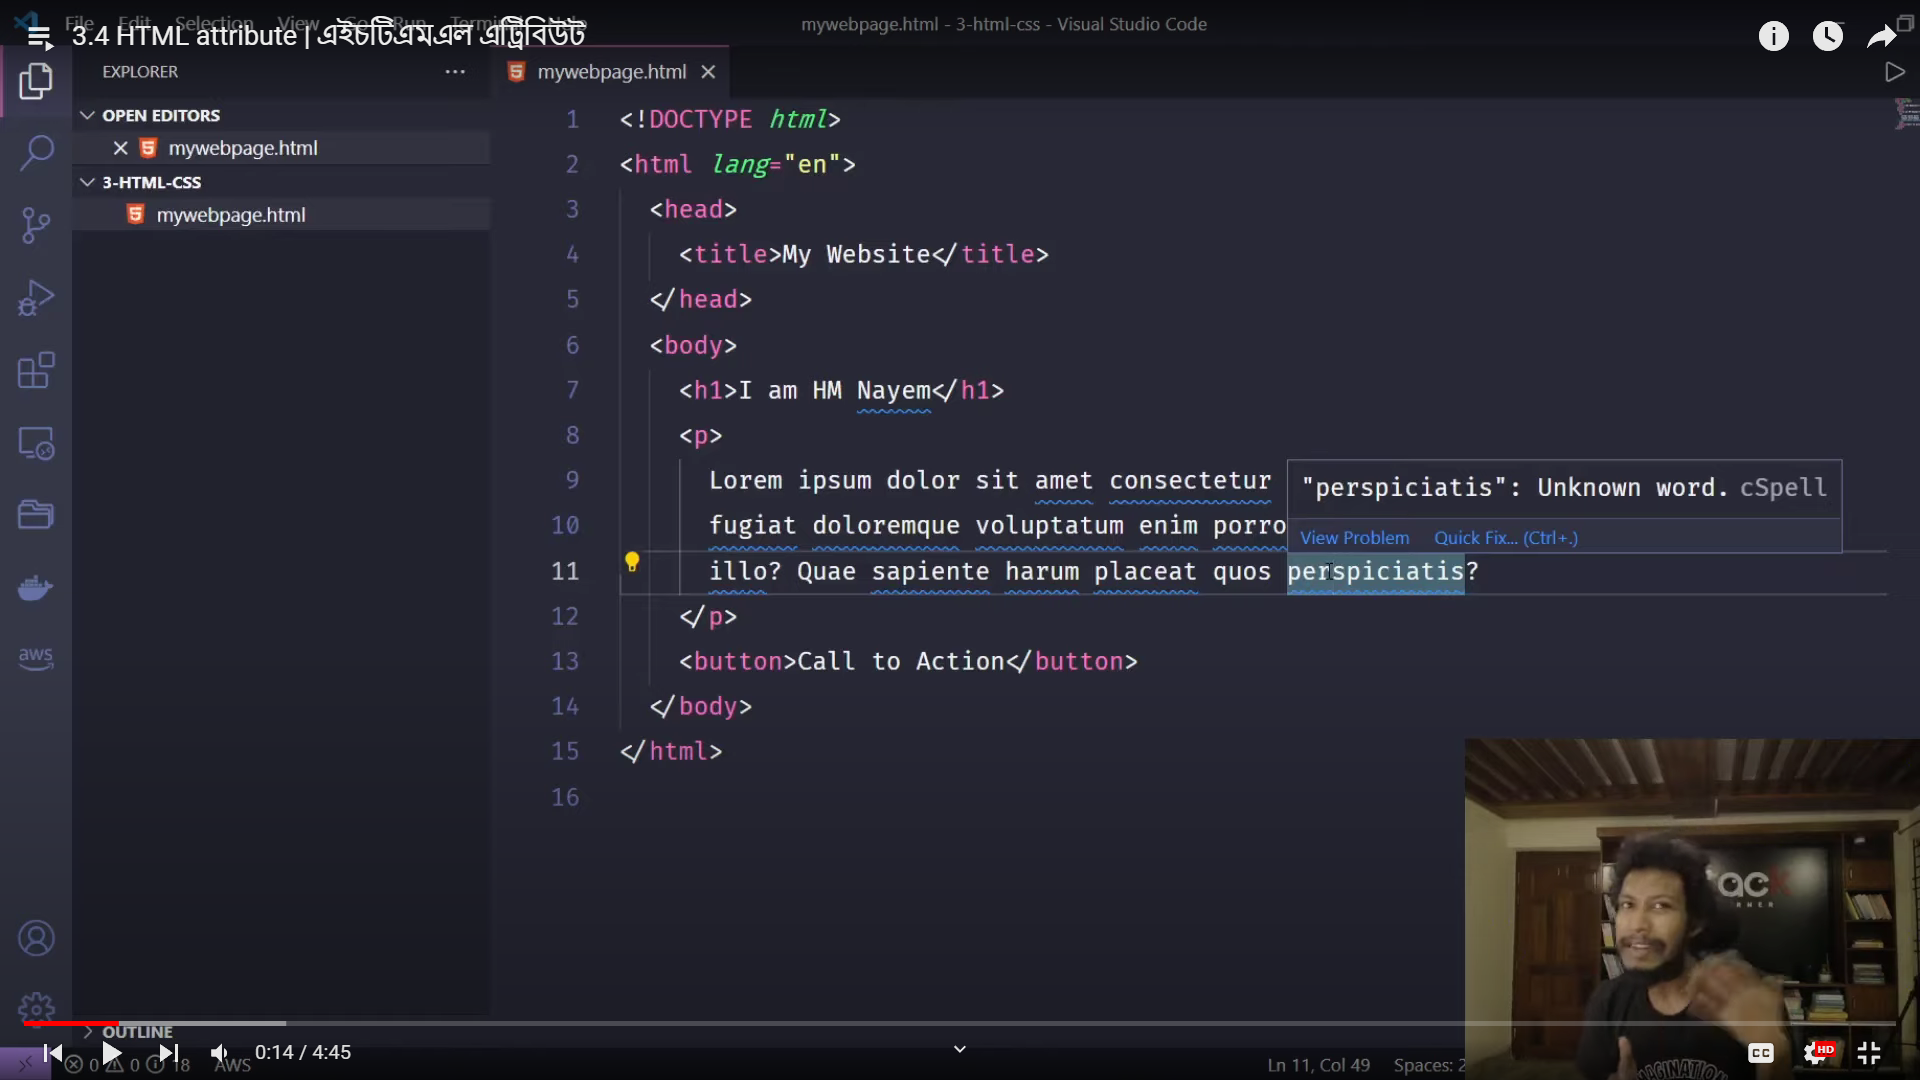 3.4 HTML attribute | এইচটিএমএল এট্রিবিউট
File Edit Selection View Run
mywebpage.html - 3-html-css - Visual Studio Code
EXPLORER
mywebpage.html
OPEN EDITORS
mywebpage.html
3-HTML-CSS
mywebpage.html
1 <!DOCTYPE html>
2 <html lang="en">
3 <head>
4 <title>My Website</title>
5 </head>
6 <body>
7 <h1>I am HM Nayem</h1>
8 <p>
9 Lorem ipsum dolor sit amet consectetur
10 fugiat doloremque voluptatum enim porro
11 illo? Quae sapiente harum placeat quos perspiciatis?
12 </p>
13 <button>Call to Action</button>
14 </body>
15 </html>
16
"perspiciatis": Unknown word. cSpell
View Problem Quick Fix... (Ctrl+.)
aws
OUTLINE
0:14 / 4:45
0 0 18 AWS
Ln 11, Col 49 Spaces: 2
CC HD